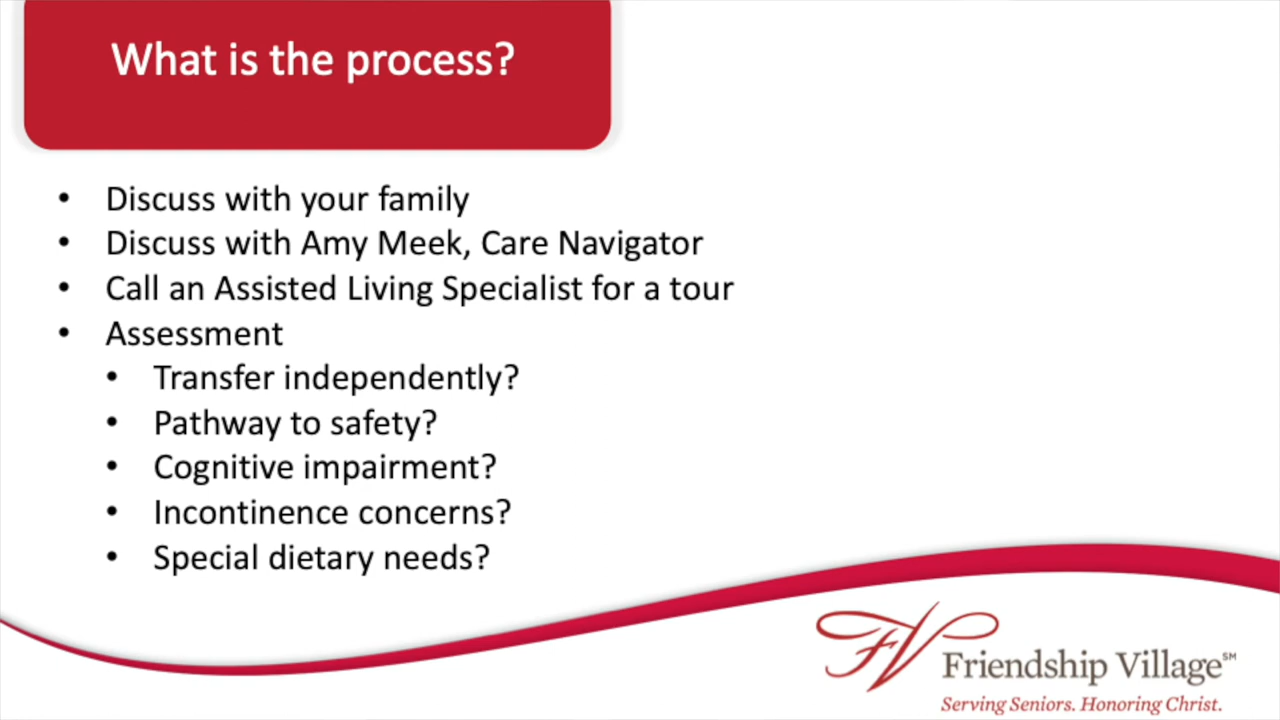 What is the process?
• Discuss with your family
• Discuss with Amy Meek, Care Navigator
• Call an Assisted Living Specialist for a tour
• Assessment
• Transfer independently?
• Pathway to safety?
• Cognitive impairment?
• Incontinence concerns?
• Special dietary needs?
FV
Friendship Village℠
Serving Seniors. Honoring Christ.